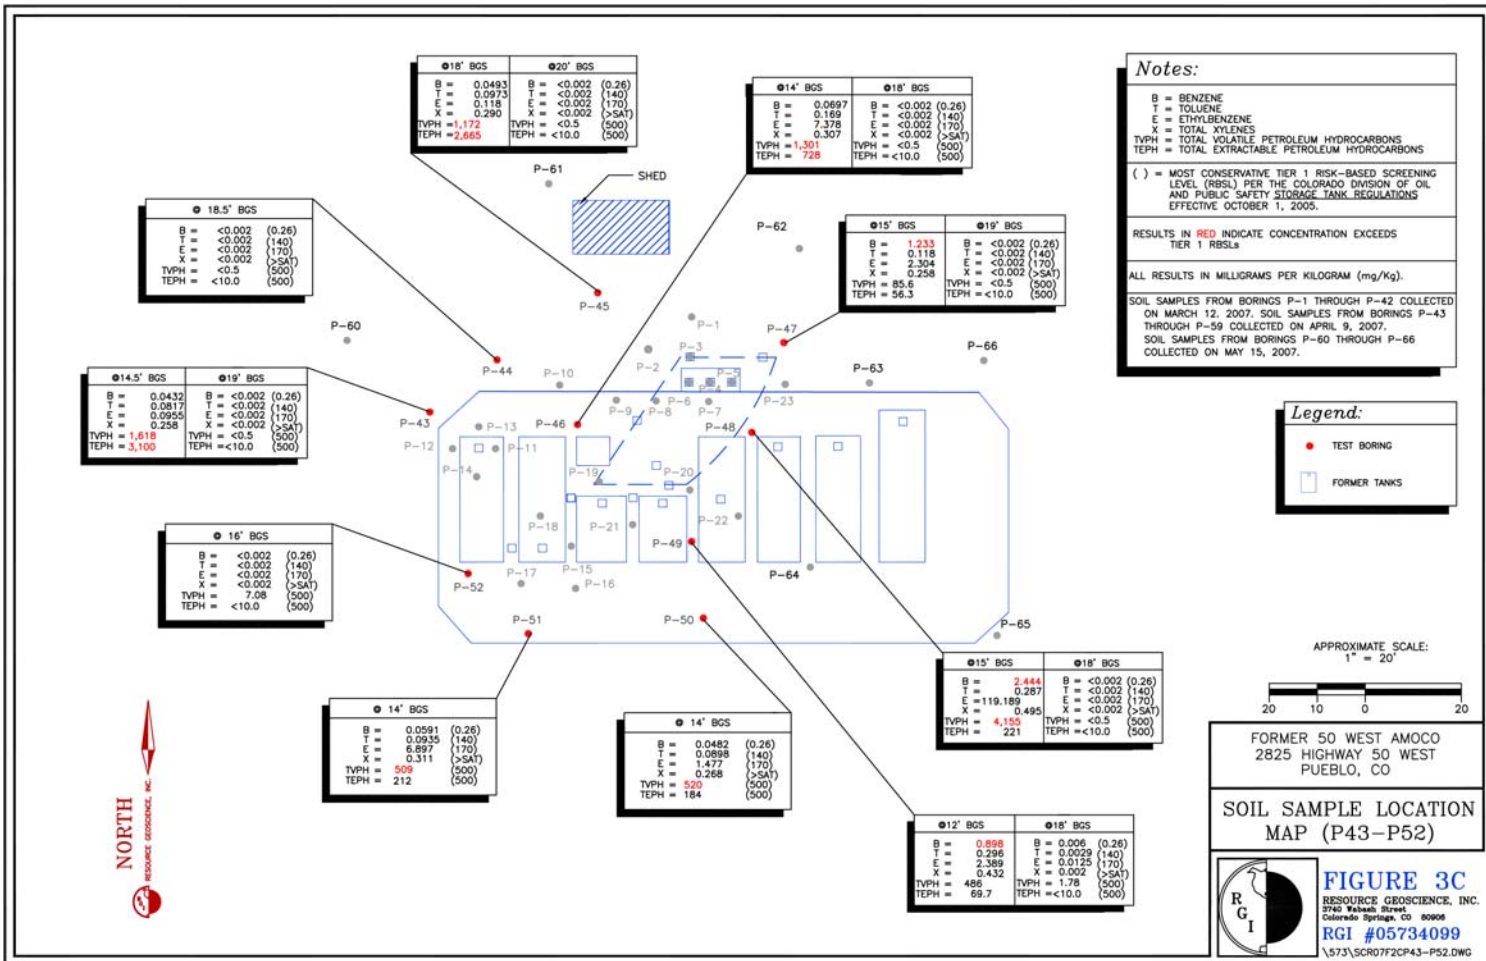 @18' BGS @20' BGS
B = 0.0493 B = <0.002 (0.26)
T = 0.0973 T = <0.002 (140)
E = 0.118 E = <0.002 (170)
X = 0.290 X = <0.002 (>SAT)
TVPH = 1,172 TVPH = <0.5 (500)
TEPH = 2,665 TEPH = <10.0 (500)
@14' BGS @18' BGS
B = 0.0697 B = <0.002 (0.26)
T = 0.169 T = <0.002 (140)
E = 7.378 E = <0.002 (170)
X = 0.307 X = <0.002 (>SAT)
TVPH = 1,301 TVPH = <0.5 (500)
TEPH = 728 TEPH = <10.0 (500)
Notes:
B = BENZENE
T = TOLUENE
E = ETHYLBENZENE
X = TOTAL XYLENES
TVPH = TOTAL VOLATILE PETROLEUM HYDROCARBONS
TEPH = TOTAL EXTRACTABLE PETROLEUM HYDROCARBONS
( ) = MOST CONSERVATIVE TIER 1 RISK-BASED SCREENING
LEVEL (RBSL) PER THE COLORADO DIVISION OF OIL
AND PUBLIC SAFETY STORAGE TANK REGULATIONS
EFFECTIVE OCTOBER 1, 2005.
RESULTS IN RED INDICATE CONCENTRATION EXCEEDS
TIER 1 RBSLs
ALL RESULTS IN MILLIGRAMS PER KILOGRAM (mg/Kg).
SOIL SAMPLES FROM BORINGS P-1 THROUGH P-42 COLLECTED
ON MARCH 12, 2007. SOIL SAMPLES FROM BORINGS P-43
THROUGH P-59 COLLECTED ON APRIL 9, 2007.
SOIL SAMPLES FROM BORINGS P-60 THROUGH P-66
COLLECTED ON MAY 15, 2007.
P-61
SHED
@ 18.5' BGS
B = <0.002 (0.26)
T = <0.002 (140)
E = <0.002 (170)
X = <0.002 (>SAT)
TVPH = <0.5 (500)
TEPH = <10.0 (500)
P-62
@15' BGS @19' BGS
B = 1.233 B = <0.002 (0.26)
T = 0.118 T = <0.002 (140)
E = 2.304 E = <0.002 (170)
X = 0.258 X = <0.002 (>SAT)
TVPH = 85.6 TVPH = <0.5 (500)
TEPH = 56.3 TEPH = <10.0 (500)
P-45
P-60
P-1
P-47
P-3
P-2
P-66
P-44
P-10
P-5
P-4
P-23
P-63
@14.5' BGS @19' BGS
B = 0.0432 B = <0.002 (0.26)
T = 0.0817 T = <0.002 (140)
E = 0.0955 E = <0.002 (170)
X = 0.258 X = <0.002 (>SAT)
TVPH = 1,618 TVPH = <0.5 (500)
TEPH = 3,100 TEPH = <10.0 (500)
P-43
P-9
P-8
P-6
P-7
P-46
P-48
P-13
P-12
P-11
P-14
P-19
P-20
Legend:
TEST BORING
FORMER TANKS
P-18
P-21
P-22
P-49
@ 16' BGS
B = <0.002 (0.26)
T = <0.002 (140)
E = <0.002 (170)
X = <0.002 (>SAT)
TVPH = 7.08 (500)
TEPH = <10.0 (500)
P-52
P-17
P-15
P-16
P-64
P-51
P-50
P-65
APPROXIMATE SCALE:
1" = 20'
20 10 0 20
@15' BGS @18' BGS
B = 2.444 B = <0.002 (0.26)
T = 0.287 T = <0.002 (140)
E = 119.189 E = <0.002 (170)
X = 0.495 X = <0.002 (>SAT)
TVPH = 4,155 TVPH = <0.5 (500)
TEPH = 221 TEPH = <10.0 (500)
@ 14' BGS
B = 0.0591 (0.26)
T = 0.0935 (140)
E = 6.897 (170)
X = 0.311 (>SAT)
TVPH = 509 (500)
TEPH = 212 (500)
@ 14' BGS
B = 0.0482 (0.26)
T = 0.0898 (140)
E = 1.477 (170)
X = 0.268 (>SAT)
TVPH = 520 (500)
TEPH = 184 (500)
@12' BGS @18' BGS
B = 0.898 B = 0.006 (0.26)
T = 0.296 T = 0.0029 (140)
E = 2.389 E = 0.0125 (170)
X = 0.432 X = 0.002 (>SAT)
TVPH = 486 TVPH = 1.78 (500)
TEPH = 69.7 TEPH = <10.0 (500)
NORTH
RESOURCE GEOSCIENCE, INC.
FORMER 50 WEST AMOCO
2825 HIGHWAY 50 WEST
PUEBLO, CO
SOIL SAMPLE LOCATION
MAP (P43-P52)
RGI
FIGURE 3C
RESOURCE GEOSCIENCE, INC.
3740 Wabash Street
Colorado Springs, CO 80906
RGI #05734099
\573\SCR07F2CP43-P52.DWG